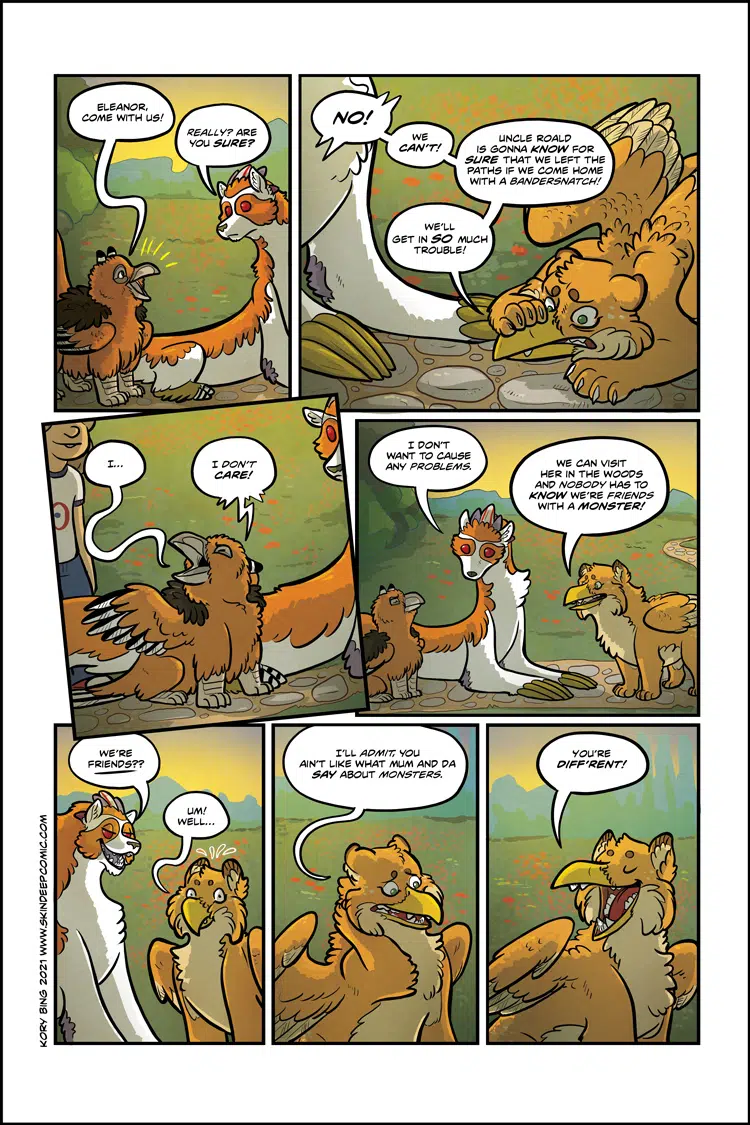 ELEANOR,
COME WITH US!
REALLY? ARE
YOU SURE?
NO!
WE
CAN'T!
UNCLE ROALD
IS GONNA KNOW FOR
SURE THAT WE LEFT THE
PATHS IF WE COME HOME
WITH A BANDERSNATCH!
WE'LL
GET IN SO MUCH
TROUBLE!
I...
I DON'T
CARE!
I DON'T
WANT TO CAUSE
ANY PROBLEMS.
WE CAN VISIT
HER IN THE WOODS
AND NOBODY HAS TO
KNOW WE'RE FRIENDS
WITH A MONSTER!
WE'RE
FRIENDS??
UM!
WELL...
I'LL ADMIT, YOU
AIN'T LIKE WHAT MUM AND DA
SAY ABOUT MONSTERS.
YOU'RE
DIFF'RENT!
KORY BING 2021 WWW.SKINDEEPCOMIC.COM